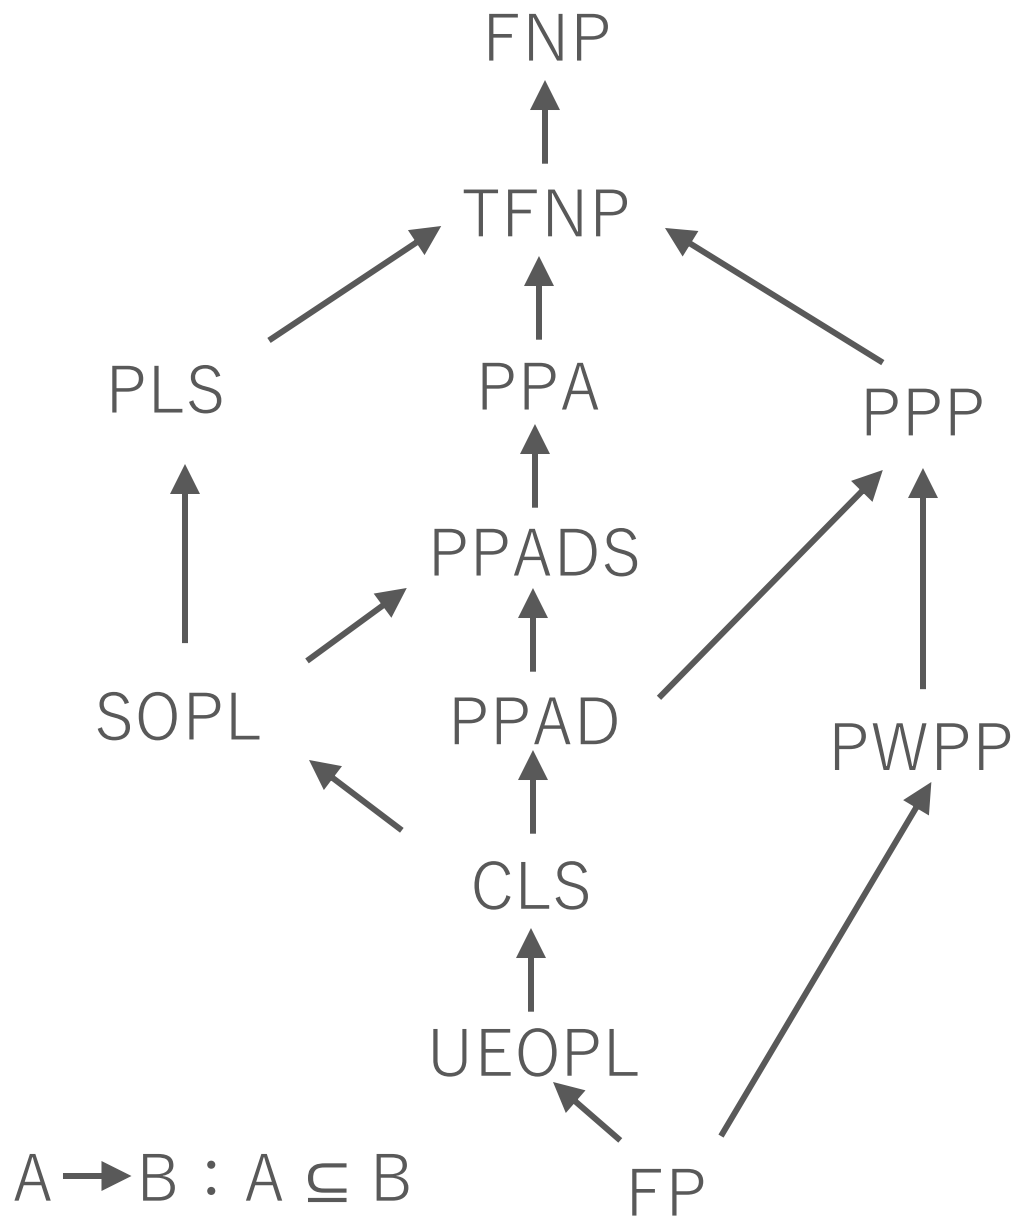 FNP
TFNP
PLS
PPA
PPP
PPADS
SOPL
PPAD
PWPP
CLS
UEOPL
FP
A → B : A ⊆ B